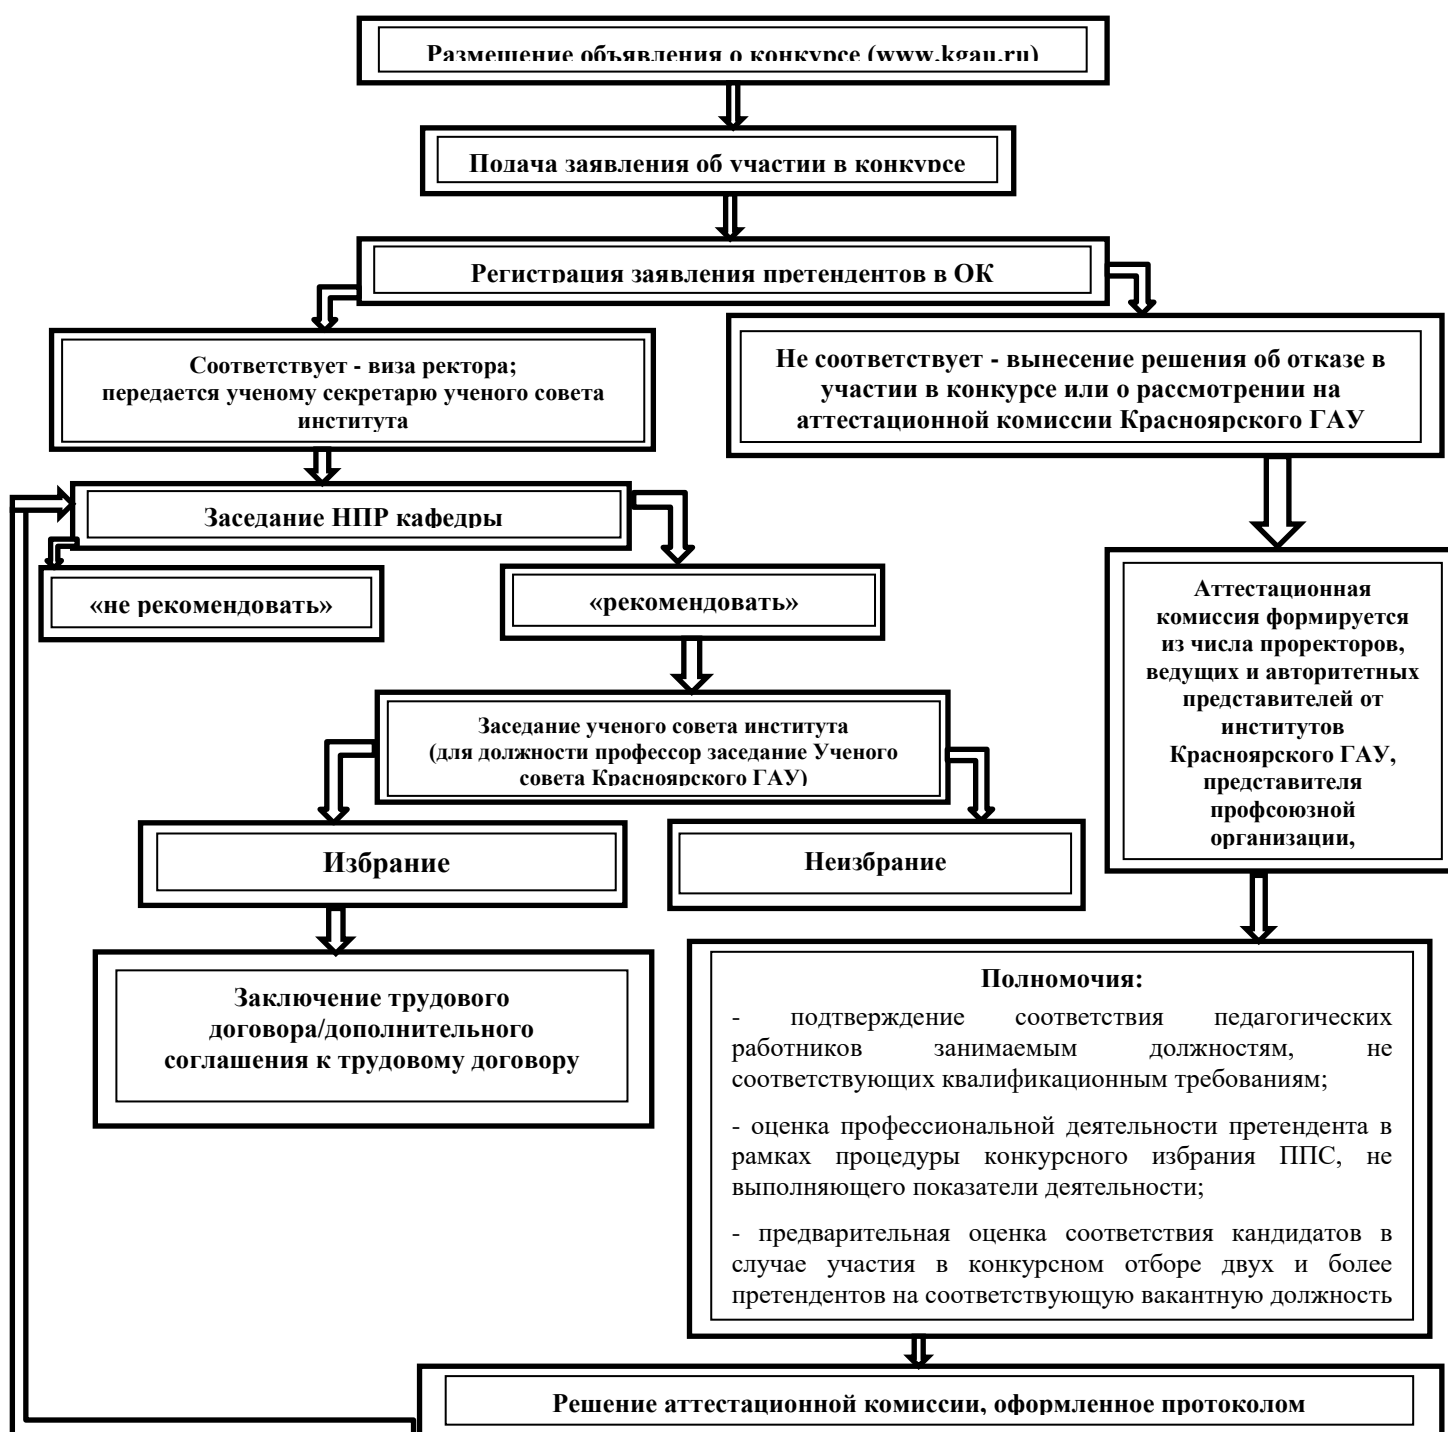 Размещение объявления о конкурсе (www.kgau.ru)
Подача заявления об участии в конкурсе
Регистрация заявления претендентов в ОК
Соответствует - виза ректора;
передается ученому секретарю ученого совета
института
Не соответствует - вынесение решения об отказе в
участии в конкурсе или о рассмотрении на
аттестационной комиссии Красноярского ГАУ
Заседание НПР кафедры
«не рекомендовать»
«рекомендовать»
Аттестационная
комиссия формируется
из числа проректоров,
ведущих и авторитетных
представителей от
институтов
Красноярского ГАУ,
представителя
профсоюзной
организации,
Заседание ученого совета института
(для должности профессор заседание Ученого
совета Красноярского ГАУ)
Избрание
Неизбрание
Заключение трудового
договора/дополнительного
соглашения к трудовому договору
Полномочия:
- подтверждение соответствия педагогических
работников занимаемым должностям, не
соответствующих квалификационным требованиям;
- оценка профессиональной деятельности претендента в
рамках процедуры конкурсного избрания ППС, не
выполняющего показатели деятельности;
- предварительная оценка соответствия кандидатов в
случае участия в конкурсном отборе двух и более
претендентов на соответствующую вакантную должность
Решение аттестационной комиссии, оформленное протоколом